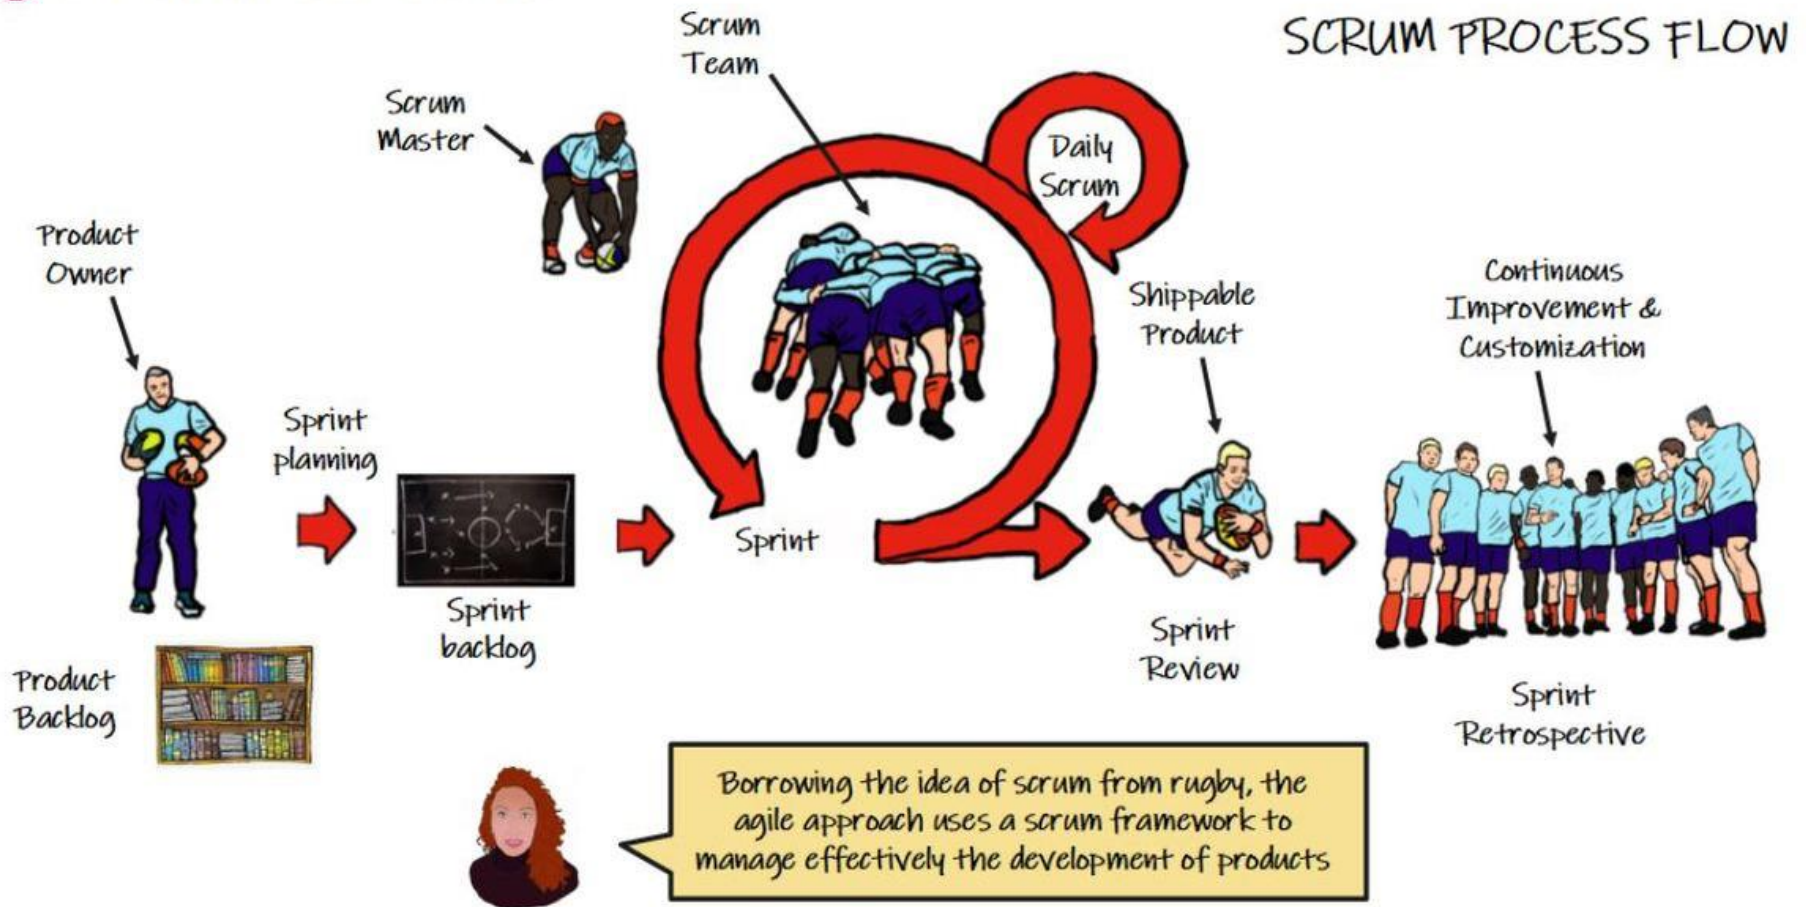 SCRUM PROCESS FLOW
Scrum
Team
Scrum
Master
Daily
Scrum
Product
Owner
Shippable
Product
Continuous
Improvement &
Customization
Sprint
planning
Sprint
Sprint
backlog
Sprint
Review
Product
Backlog
Sprint
Retrospective
Borrowing the idea of scrum from rugby, the
agile approach uses a scrum framework to
manage effectively the development of products